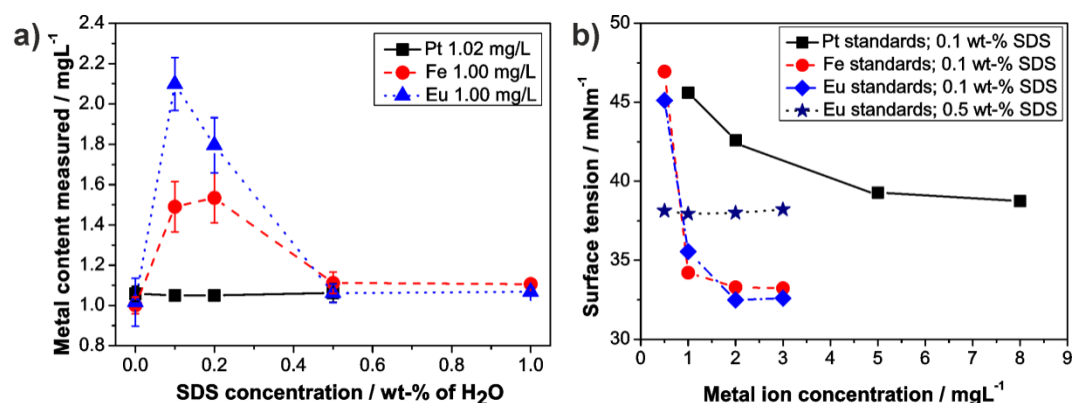 a)
Metal content measured / mgL⁻¹
2.4
2.2
2.0
1.8
1.6
1.4
1.2
1.0
0.8
Pt 1.02 mg/L
Fe 1.00 mg/L
Eu 1.00 mg/L
0.0 0.2 0.4 0.6 0.8 1.0
SDS concentration / wt-% of H₂O
b)
Surface tension / mNm⁻¹
50
45
40
35
30
Pt standards; 0.1 wt-% SDS
Fe standards; 0.1 wt-% SDS
Eu standards; 0.1 wt-% SDS
Eu standards; 0.5 wt-% SDS
0 1 2 3 4 5 6 7 8 9
Metal ion concentration / mgL⁻¹